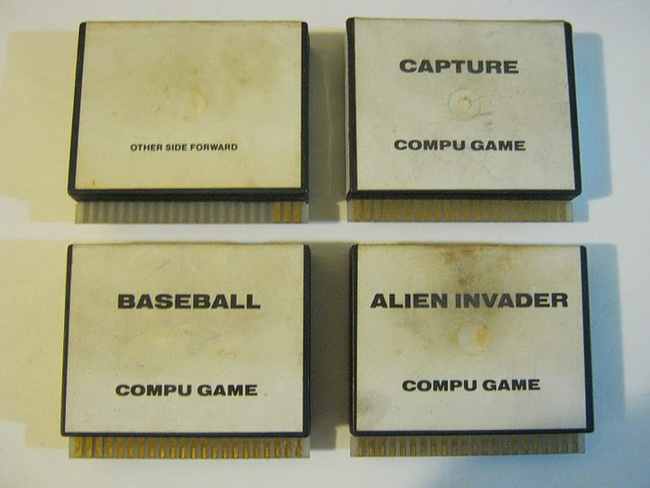 OTHER SIDE FORWARD
CAPTURE
COMPU GAME
BASEBALL
COMPU GAME
ALIEN INVADER
COMPU GAME